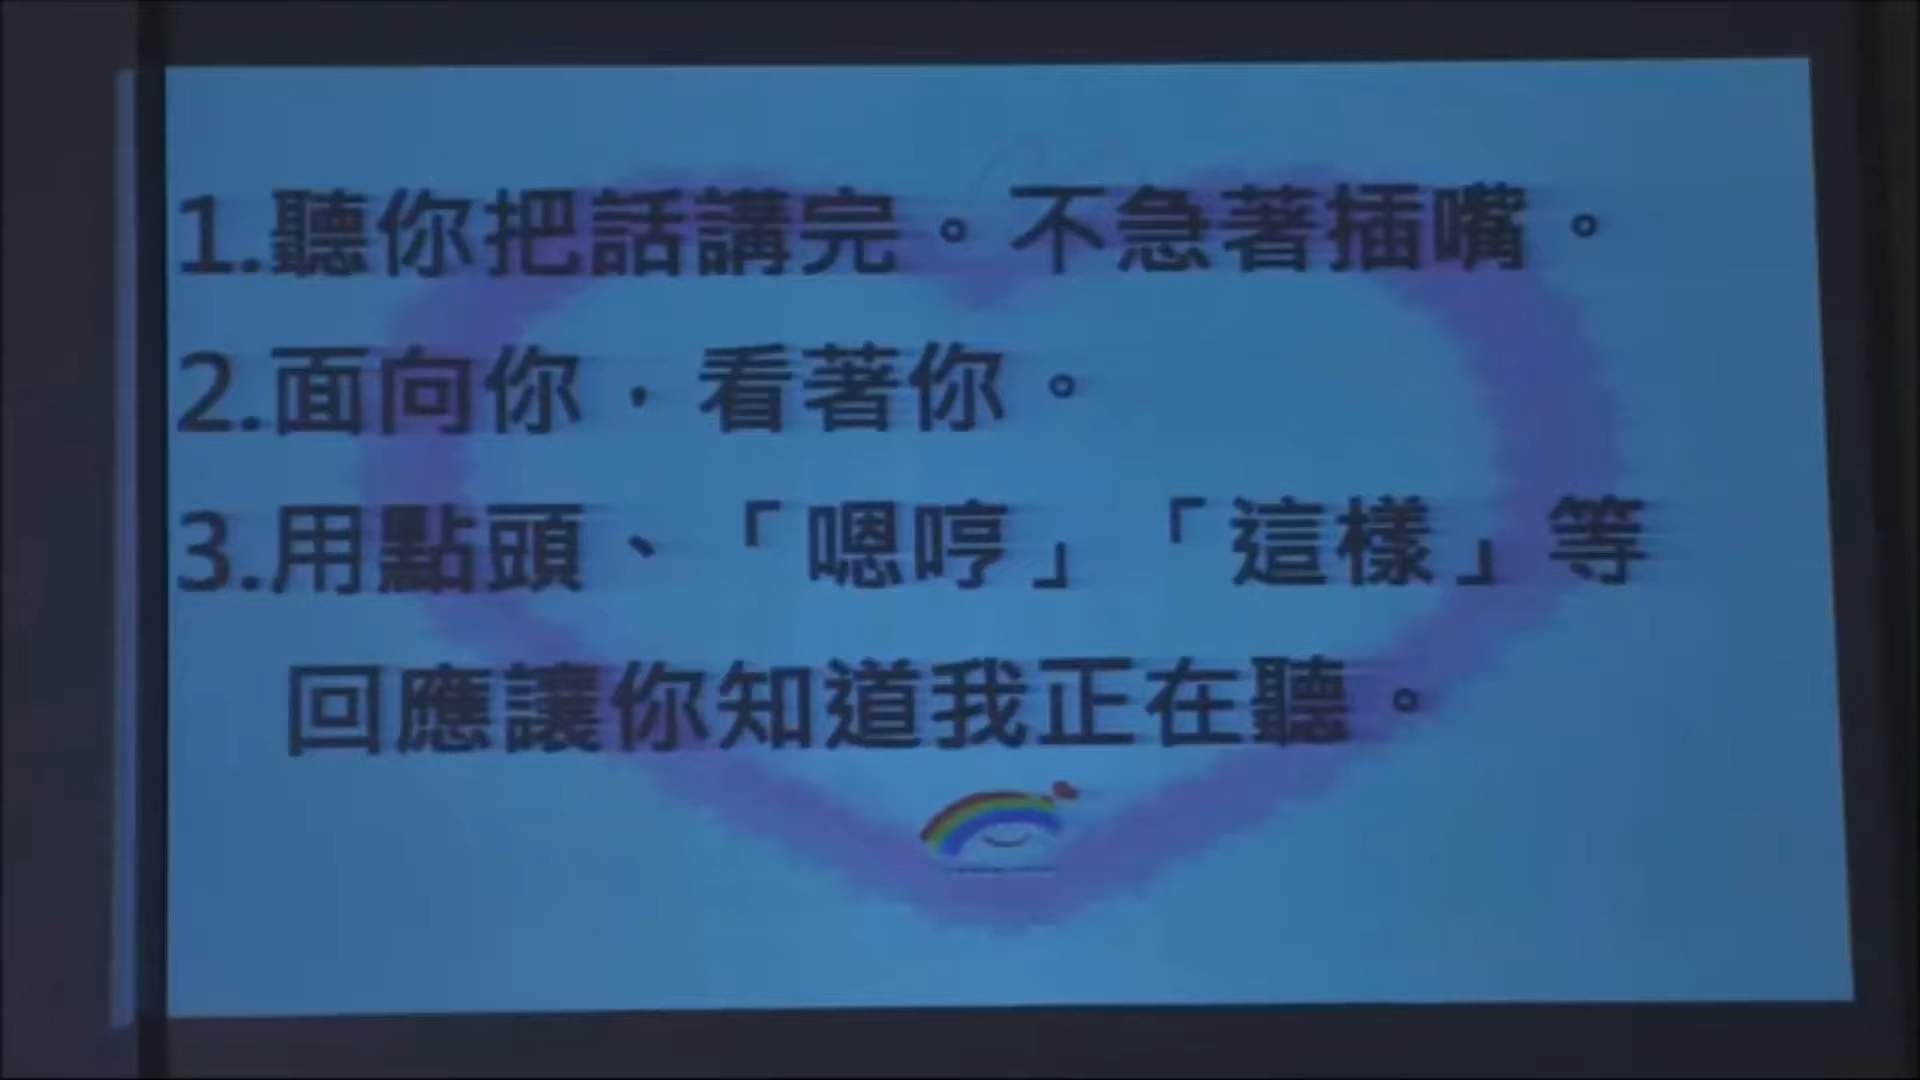 1.聽你把話講完。不急著插嘴。
2.面向你，看著你。
3.用點頭、「嗯哼」「這樣」等
回應讓你知道我正在聽。